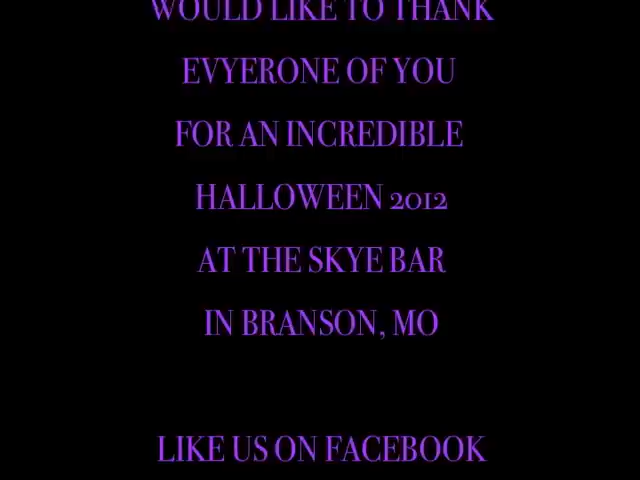 WOULD LIKE TO THANK
EVYERONE OF YOU
FOR AN INCREDIBLE
HALLOWEEN 2012
AT THE SKYE BAR
IN BRANSON, MO
LIKE US ON FACEBOOK